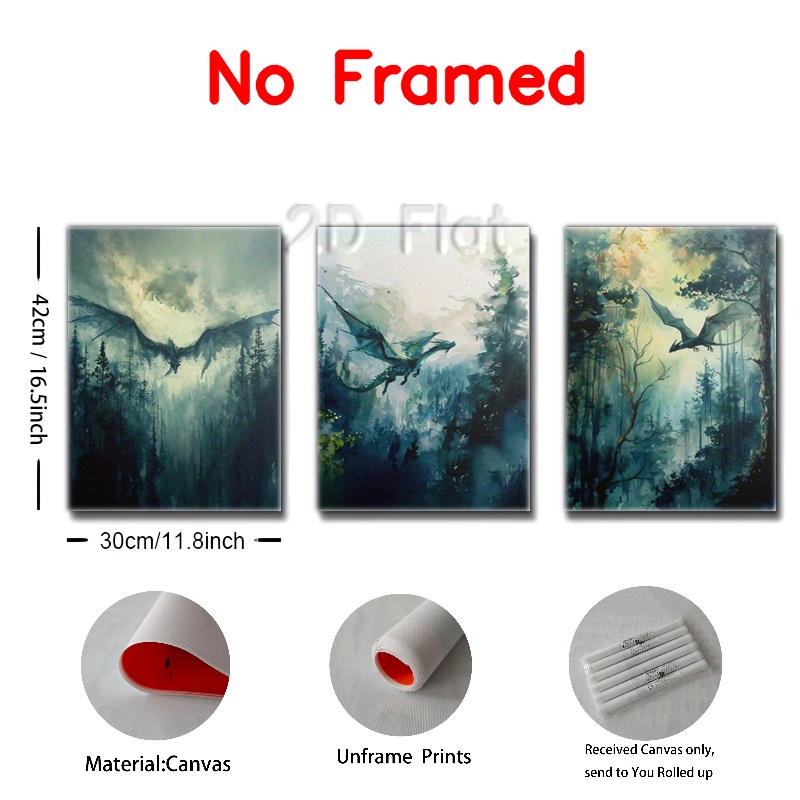 No Framed
2D Flat
42cm / 16.5inch
30cm/11.8inch
Material:Canvas
Unframe Prints
Received Canvas only,
send to You Rolled up